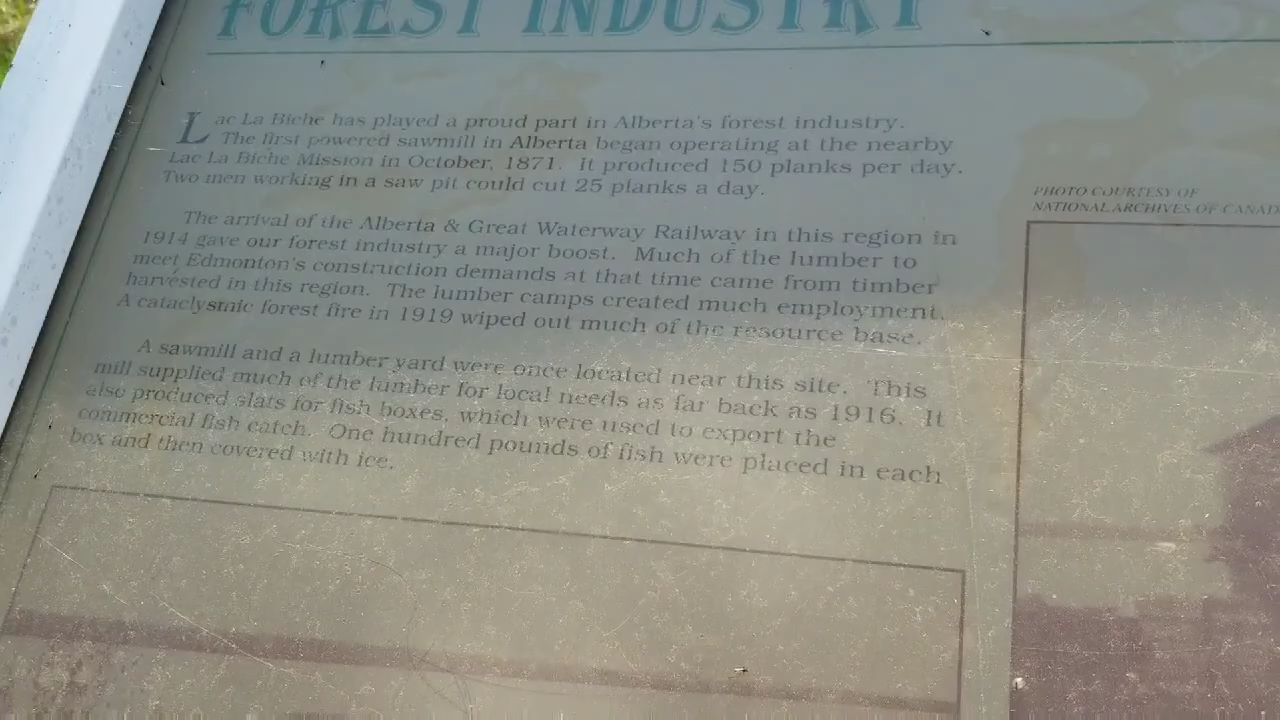 FOREST INDUSTRY
Lac La Biche has played a proud part in Alberta's forest industry.
The first powered sawmill in Alberta began operating at the nearby
Lac La Biche Mission in October, 1871. It produced 150 planks per day.
Two men working in a saw pit could cut 25 planks a day.
The arrival of the Alberta & Great Waterway Railway in this region in
1914 gave our forest industry a major boost. Much of the lumber to
meet Edmonton's construction demands at that time came from timber
harvested in this region. The lumber camps created much employment.
A cataclysmic forest fire in 1919 wiped out much of the resource base.
A sawmill and a lumber yard were once located near this site. This
mill supplied much of the lumber for local needs as far back as 1916. It
also produced slats for fish boxes, which were used to export the
commercial fish catch. One hundred pounds of fish were placed in each
box and then covered with ice.
PHOTO COURTESY OF
NATIONAL ARCHIVES OF CANAD